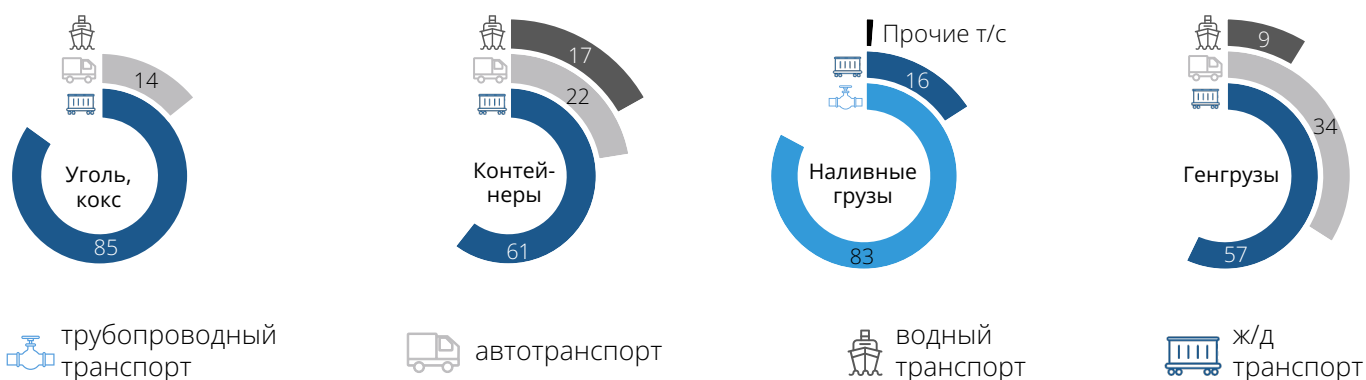 14
Уголь,
кокс
85
17
22
Контей-
неры
61
Прочие т/с
16
Наливные
грузы
83
9
34
Генгрузы
57
трубопроводный
транспорт
автотранспорт
водный
транспорт
ж/д
транспорт